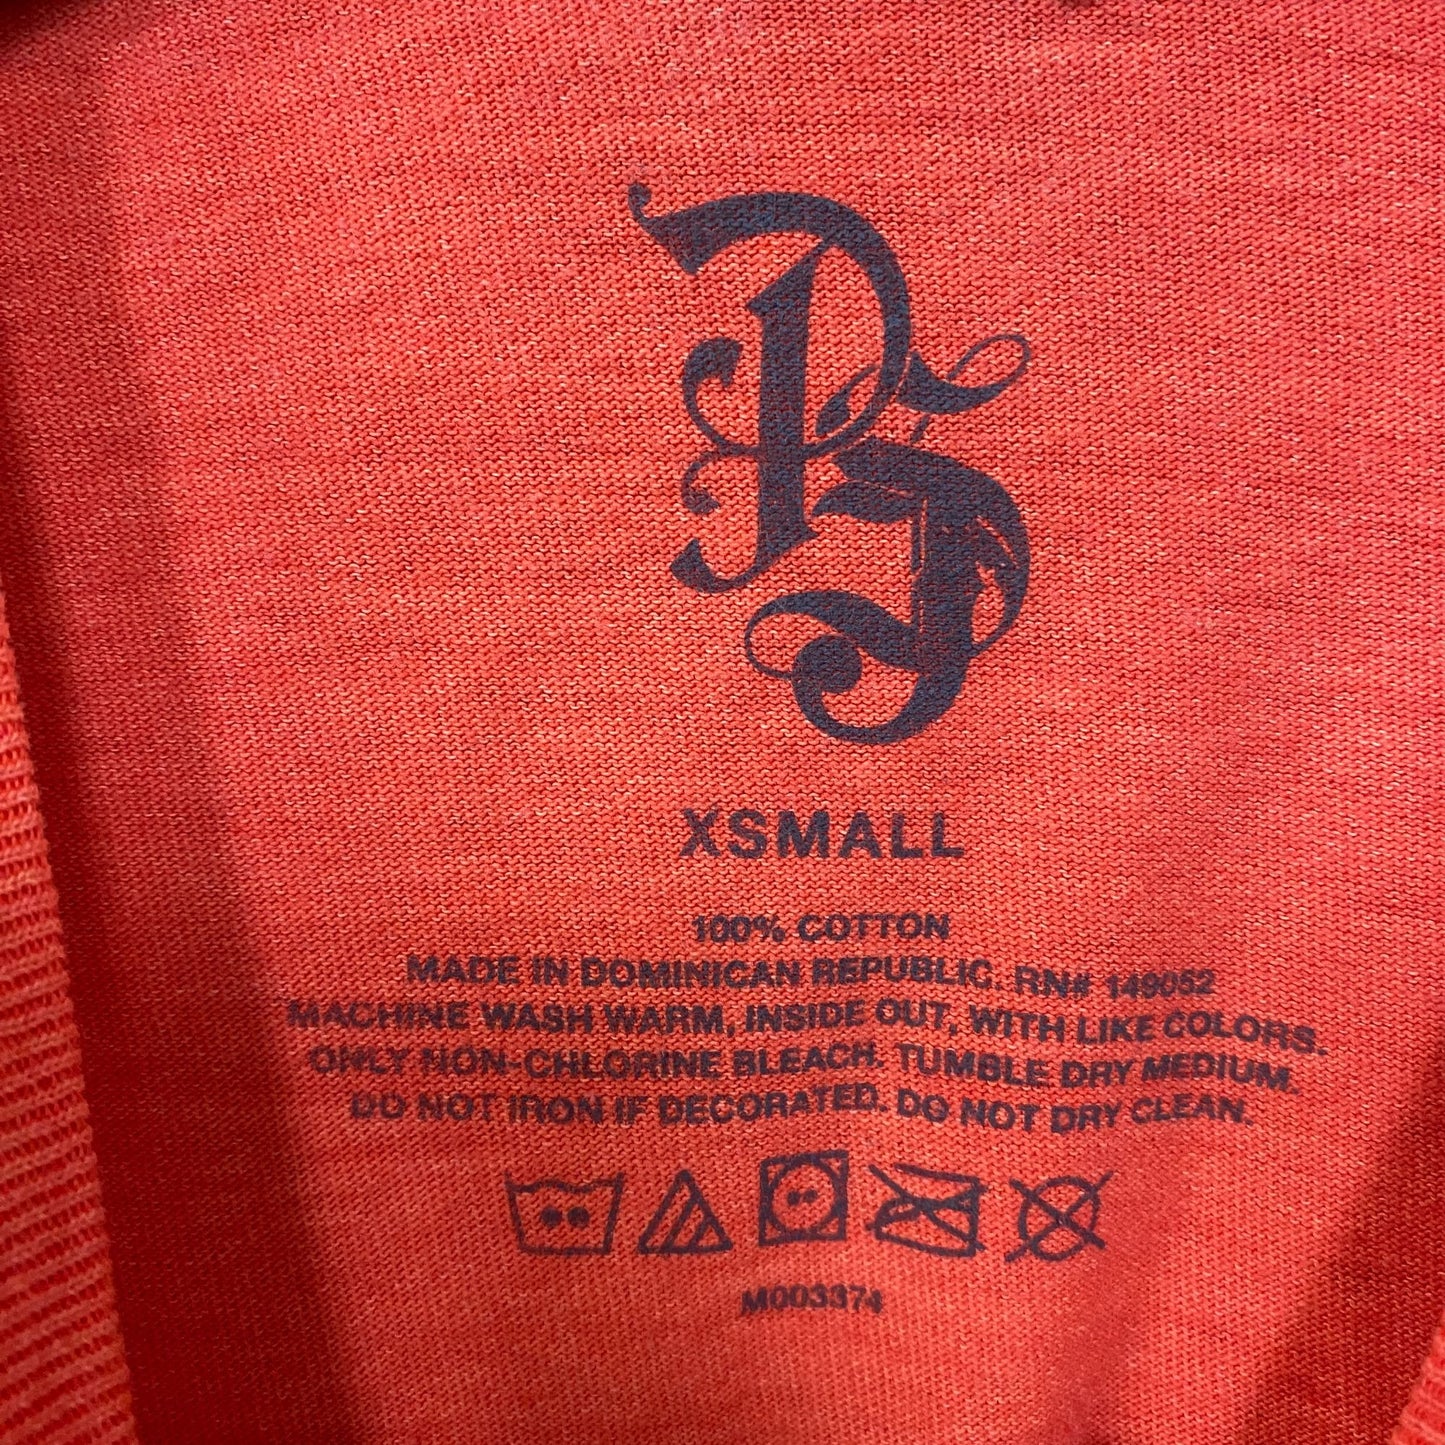 XSMALL
100% COTTON
MADE IN DOMINICAN REPUBLIC. RN# 149052
MACHINE WASH WARM, INSIDE OUT, WITH LIKE COLORS.
ONLY NON-CHLORINE BLEACH. TUMBLE DRY MEDIUM.
DO NOT IRON IF DECORATED. DO NOT DRY CLEAN.
M003374